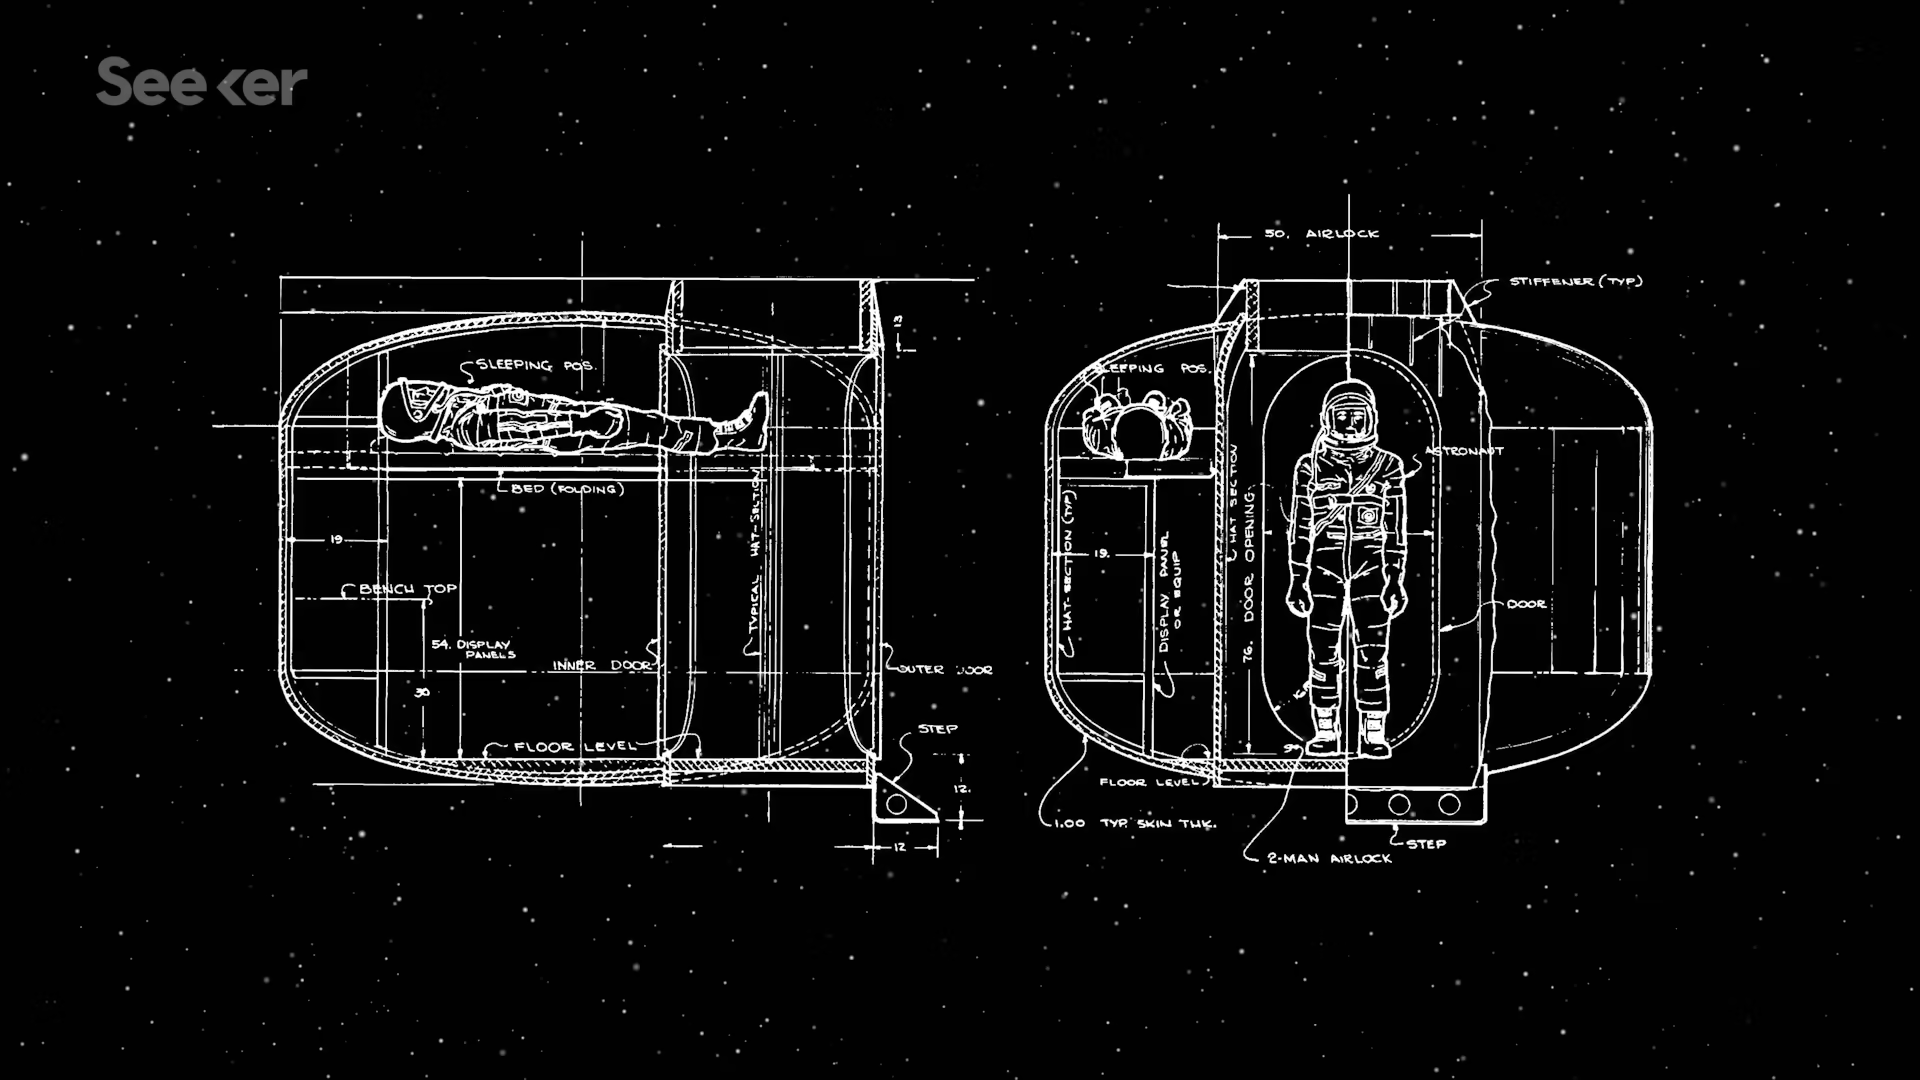 Seeker
SLEEPING POS.
13
BED (FOLDING)
19
BENCH TOP
54. DISPLAY
PANELS
30
TYPICAL HAT-SECTION
INNER DOOR
OUTER DOOR
FLOOR LEVEL
STEP
12.
12
50. AIRLOCK
STIFFENER (TYP)
SLEEPING POS.
ASTRONAUT
HAT-SECTION (TYP)
19.
DISPLAY PANEL
OR EQUIP
HAT SECTION
76. DOOR OPENING
DOOR
FLOOR LEVEL
1.00 TYP. SKIN THK.
2-MAN AIRLOCK
STEP